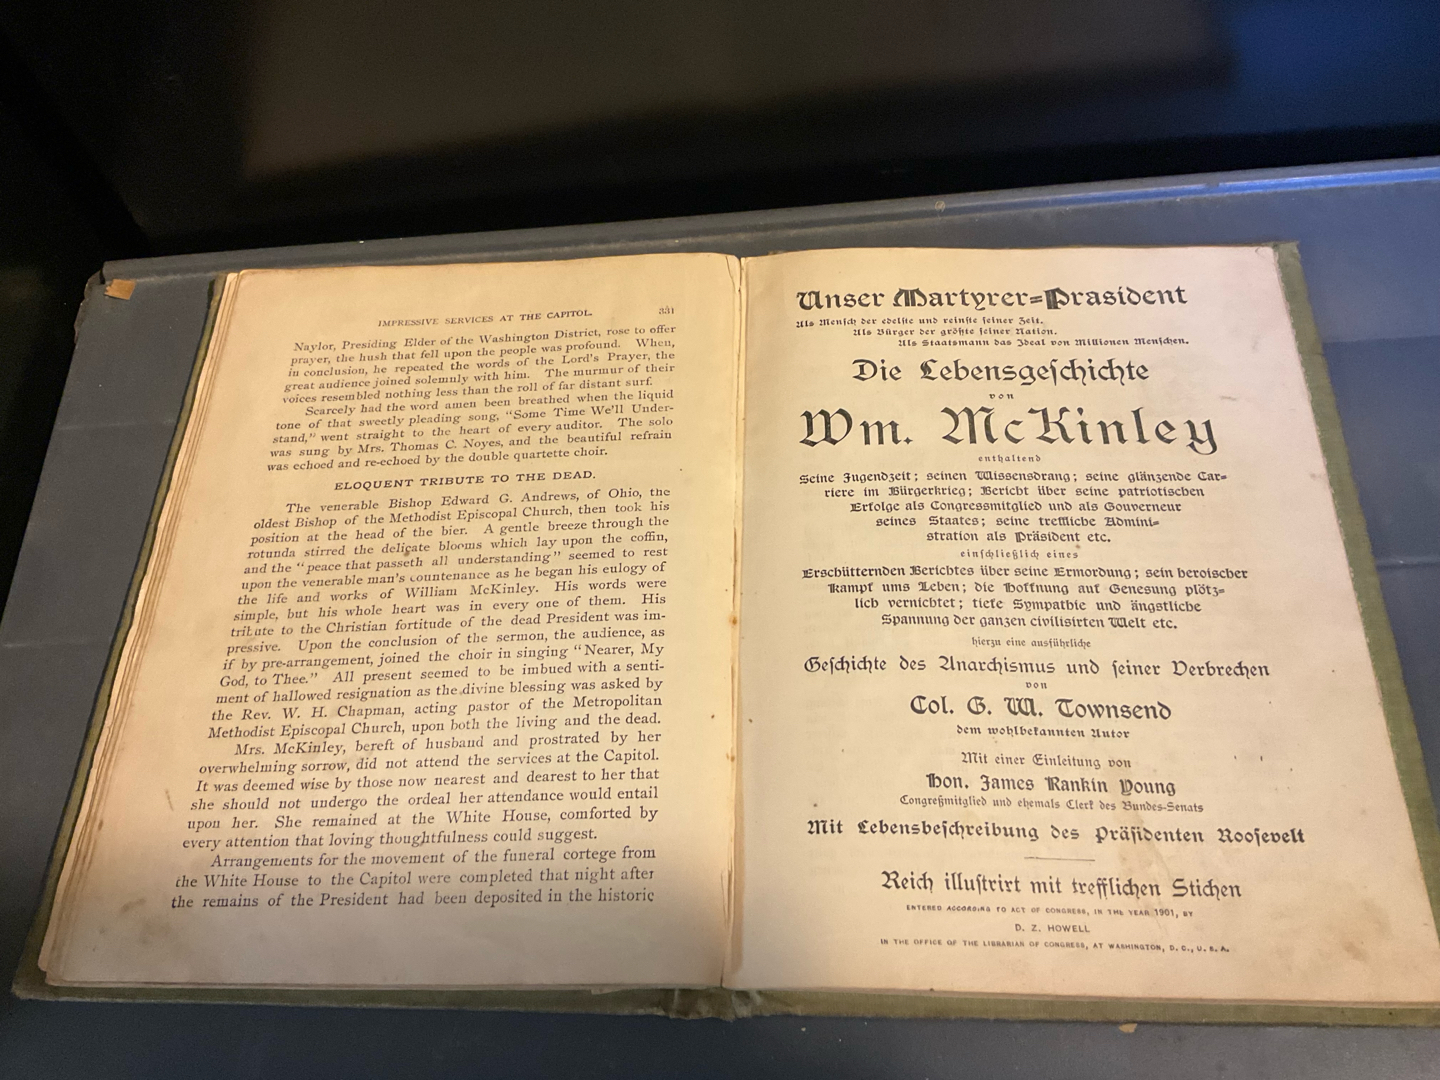 IMPRESSIVE SERVICES AT THE CAPITOL. 331
Naylor, Presiding Elder of the Washington District, rose to offer
prayer, the hush that fell upon the people was profound. When,
in conclusion, he repeated the words of the Lord's Prayer, the
great audience joined solemnly with him. The murmur of their
voices resembled nothing less than the roll of far distant surf.
Scarcely had the word amen been breathed when the liquid
tone of that sweetly pleading song, "Some Time We'll Under-
stand," went straight to the heart of every auditor. The solo
was sung by Mrs. Thomas C. Noyes, and the beautiful refrain
was echoed and re-echoed by the double quartette choir.
ELOQUENT TRIBUTE TO THE DEAD.
The venerable Bishop Edward G. Andrews, of Ohio, the
oldest Bishop of the Methodist Episcopal Church, then took his
position at the head of the bier. A gentle breeze through the
rotunda stirred the delicate blooms which lay upon the coffin,
and the "peace that passeth all understanding" seemed to rest
upon the venerable man's countenance as he began his eulogy of
the life and works of William McKinley. His words were
simple, but his whole heart was in every one of them. His
tribute to the Christian fortitude of the dead President was im-
pressive. Upon the conclusion of the sermon, the audience, as
if by pre-arrangement, joined the choir in singing "Nearer, My
God, to Thee." All present seemed to be imbued with a senti-
ment of hallowed resignation as the divine blessing was asked by
the Rev. W. H. Chapman, acting pastor of the Metropolitan
Methodist Episcopal Church, upon both the living and the dead.
Mrs. McKinley, bereft of husband and prostrated by her
overwhelming sorrow, did not attend the services at the Capitol.
It was deemed wise by those now nearest and dearest to her that
she should not undergo the ordeal her attendance would entail
upon her. She remained at the White House, comforted by
every attention that loving thoughtfulness could suggest.
Arrangements for the movement of the funeral cortege from
the White House to the Capitol were completed that night after
the remains of the President had been deposited in the historic
Unser Martyrer=Prasident
Als Mensch der edelste und reinste seiner Zeit.
Als Bürger der größte seiner Nation.
Als Staatsmann das Ideal von Millionen Menschen.
Die Lebensgeschichte
von
Wm. McKinley
enthaltend
Seine Jugendzeit; seinen Wissensdrang; seine glänzende Car=
riere im Bürgerkrieg; Bericht über seine patriotischen
Erfolge als Congressmitglied und als Gouverneur
seines Staates; seine treffliche Admini=
stration als Präsident etc.
einschließlich eines
Erschütternden Berichtes über seine Ermordung; sein heroischer
Kampf ums Leben; die Hoffnung auf Genesung plötz=
lich vernichtet; tiefe Sympathie und ängstliche
Spannung der ganzen civilisirten Welt etc.
hierzu eine ausführliche
Geschichte des Anarchismus und seiner Verbrechen
von
Col. G. W. Townsend
dem wohlbekannten Autor
Mit einer Einleitung von
Hon. James Rankin Young
Congreßmitglied und ehemals Clerk des Bundes-Senats
Mit Lebensbeschreibung des Präsidenten Roosevelt
Reich illustrirt mit trefflichen Stichen
ENTERED ACCORDING TO ACT OF CONGRESS, IN THE YEAR 1901, BY
D. Z. HOWELL
IN THE OFFICE OF THE LIBRARIAN OF CONGRESS, AT WASHINGTON, D. C., U. S. A.